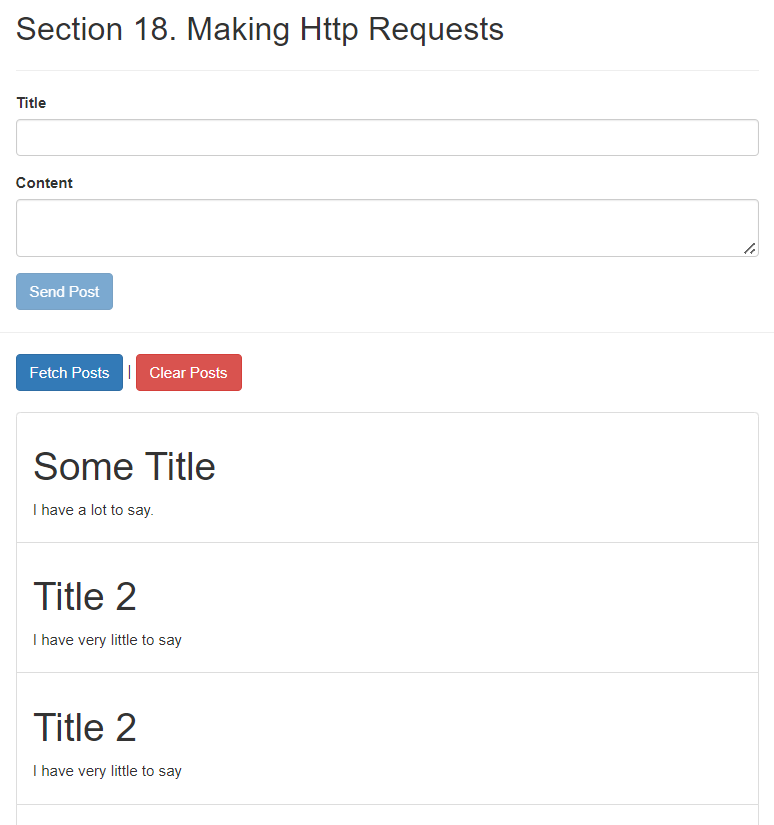 Section 18. Making Http Requests
Title
Content
Send Post
Fetch Posts | Clear Posts
Some Title
I have a lot to say.
Title 2
I have very little to say
Title 2
I have very little to say